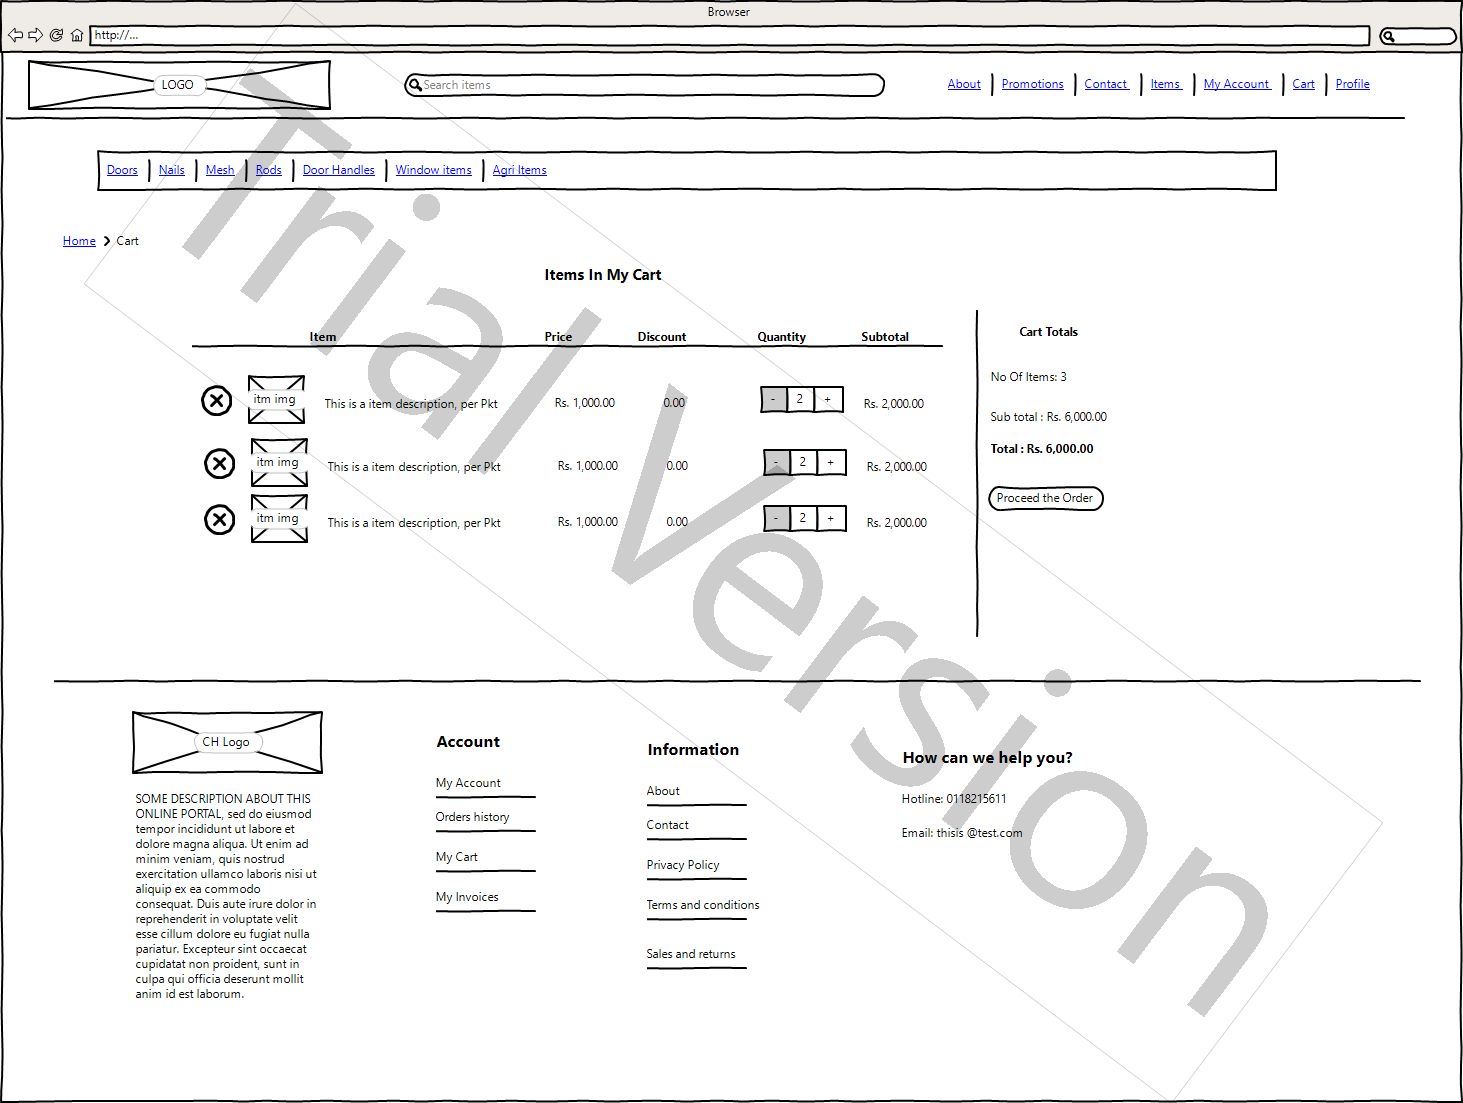 Browser
http://...
LOGO
Search items
About Promotions Contact Items My Account Cart Profile
Doors Nails Mesh Rods Door Handles Window items Agri Items
Home Cart
Items In My Cart
Item Price Discount Quantity Subtotal
itm img This is a item description, per Pkt Rs. 1,000.00 0.00 - 2 + Rs. 2,000.00
itm img This is a item description, per Pkt Rs. 1,000.00 0.00 - 2 + Rs. 2,000.00
itm img This is a item description, per Pkt Rs. 1,000.00 0.00 - 2 + Rs. 2,000.00
Cart Totals
No Of Items: 3
Sub total : Rs. 6,000.00
Total : Rs. 6,000.00
Proceed the Order
CH Logo
SOME DESCRIPTION ABOUT THIS
ONLINE PORTAL, sed do eiusmod
tempor incididunt ut labore et
dolore magna aliqua. Ut enim ad
minim veniam, quis nostrud
exercitation ullamco laboris nisi ut
aliquip ex ea commodo
consequat. Duis aute irure dolor in
reprehenderit in voluptate velit
esse cillum dolore eu fugiat nulla
pariatur. Excepteur sint occaecat
cupidatat non proident, sunt in
culpa qui officia deserunt mollit
anim id est laborum.
Account
My Account
Orders history
My Cart
My Invoices
Information
About
Contact
Privacy Policy
Terms and conditions
Sales and returns
How can we help you?
Hotline: 0118215611
Email: thisis @test.com
Trial Version